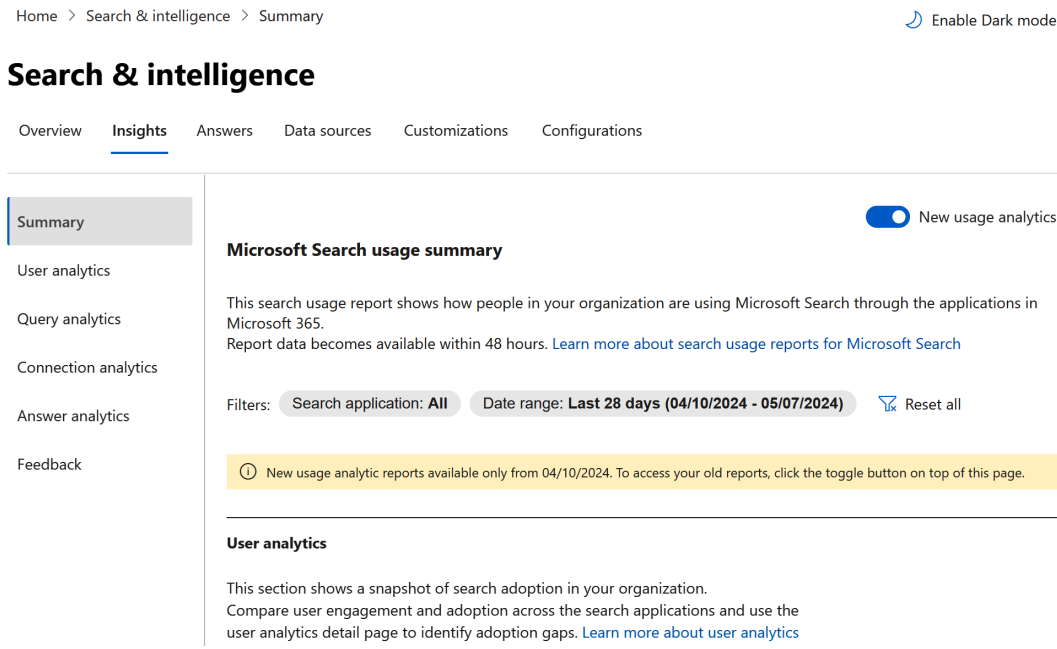 Home > Search & intelligence > Summary
Enable Dark mode
Search & intelligence
Overview Insights Answers Data sources Customizations Configurations
Summary
User analytics
Query analytics
Connection analytics
Answer analytics
Feedback
New usage analytics
Microsoft Search usage summary
This search usage report shows how people in your organization are using Microsoft Search through the applications in
Microsoft 365.
Report data becomes available within 48 hours. Learn more about search usage reports for Microsoft Search
Filters: Search application: All Date range: Last 28 days (04/10/2024 - 05/07/2024) Reset all
New usage analytic reports available only from 04/10/2024. To access your old reports, click the toggle button on top of this page.
User analytics
This section shows a snapshot of search adoption in your organization.
Compare user engagement and adoption across the search applications and use the
user analytics detail page to identify adoption gaps. Learn more about user analytics